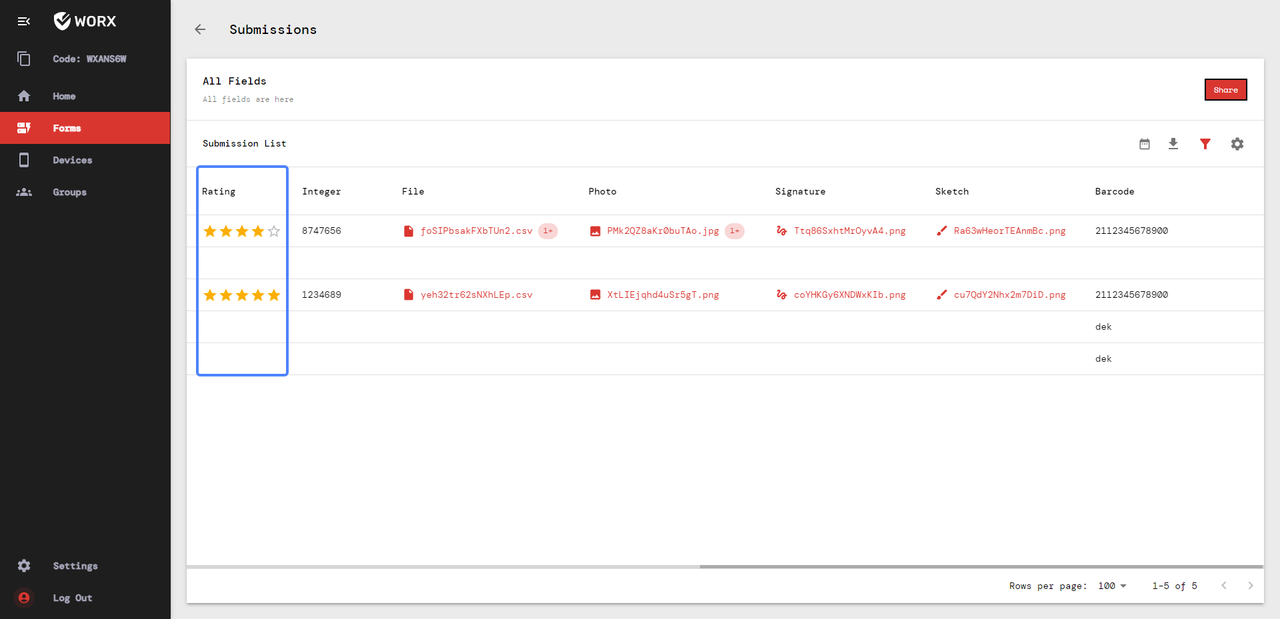 WORX
Submissions
Code: WXANS6W
Home
Forms
Devices
Groups
All Fields
All fields are here
Share
Submission List
Rating Integer File Photo Signature Sketch Barcode
8747656 foSIPbsakFXbTUn2.csv 1+ PMk2QZ8aKr0buTAo.jpg 1+ Ttq86SxhtMrOyvA4.png Ra63wHeorTEAnmBc.png 2112345678900
1234689 yeh32tr62sNXhLEp.csv XtLIEjqhd4uSr5gT.png coYHKGy6XNDWxKIb.png cu7QdY2Nhx2m7DiD.png 2112345678900
dek
dek
Settings
Log Out
Rows per page: 100 1-5 of 5